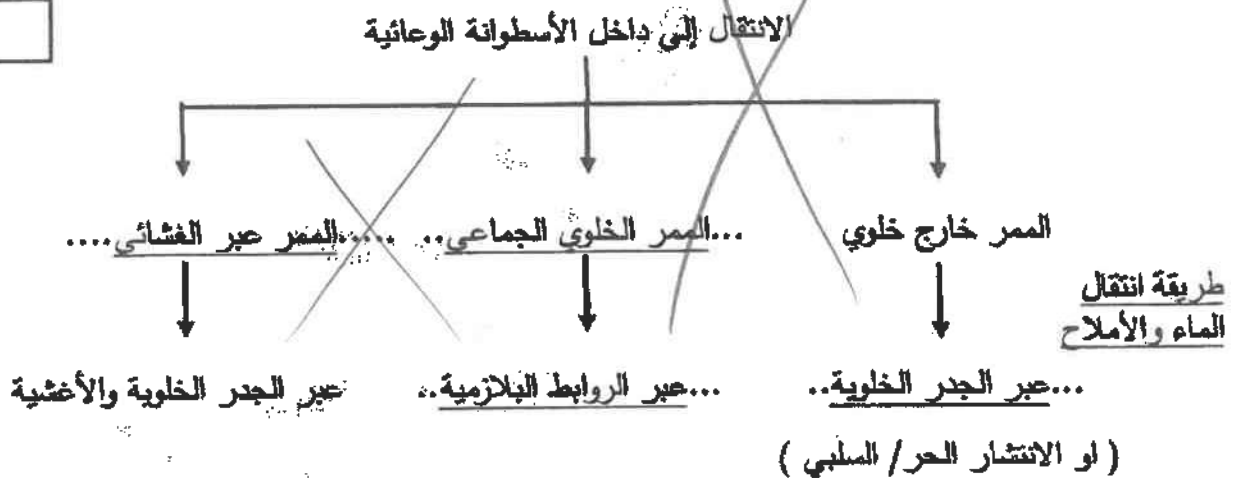 الانتقال إلى داخل الأسطوانة الوعائية
الممر خارج خلوي
...الممر الخلوي الجماعي..
.....الممر عبر الغشائي....
طريقة انتقال
الماء والأملاح
...عبر الجدر الخلوية..
...عبر الروابط البلازمية..
عبر الجدر الخلوية والأغشية
( او الانتشار الحر/ السلبي )